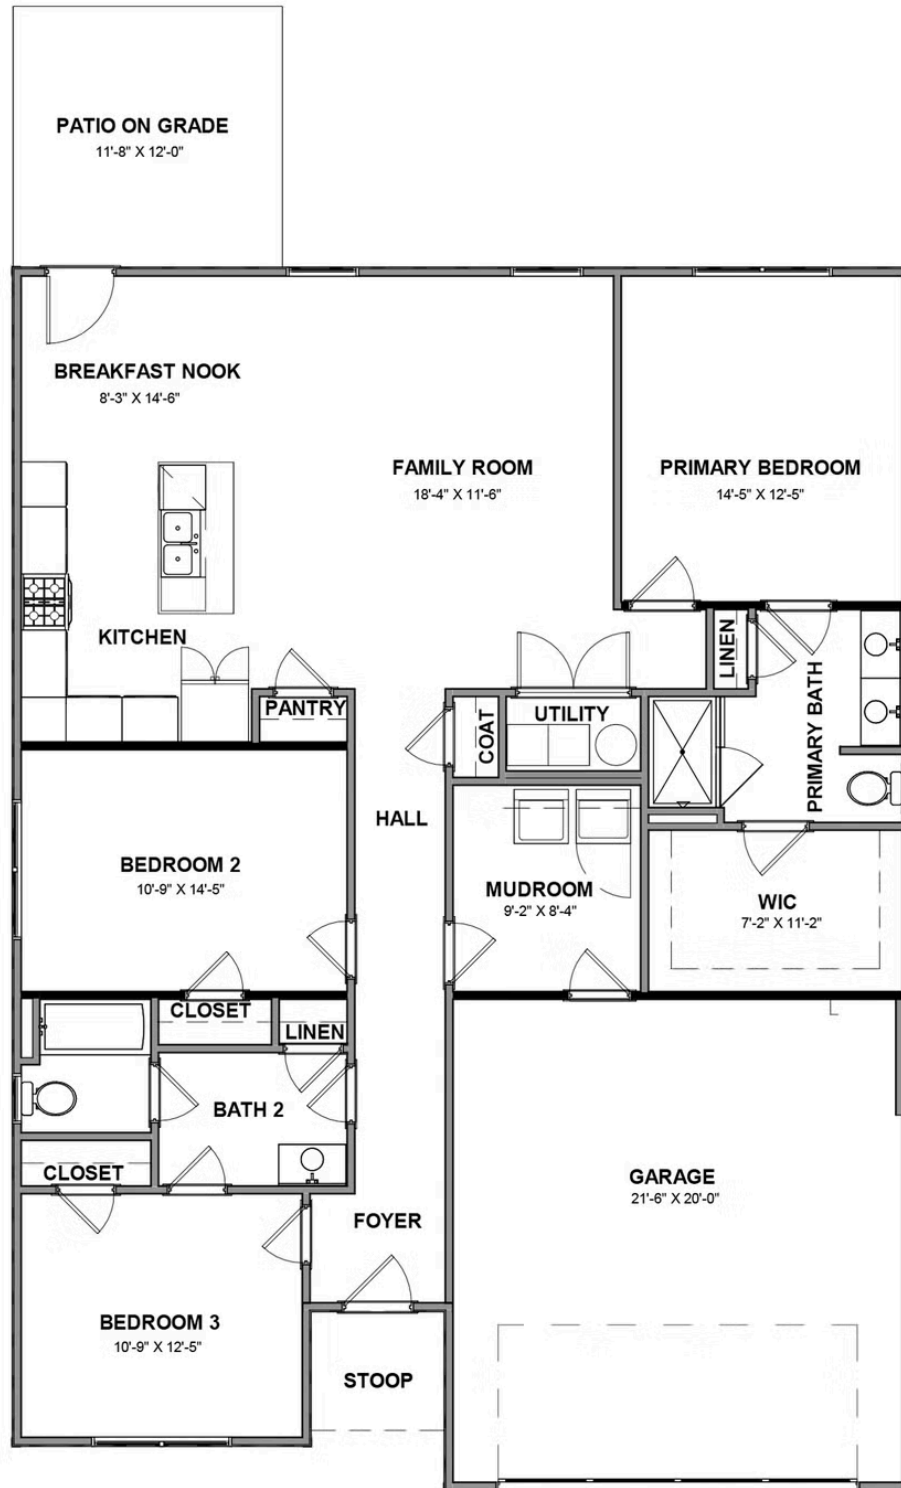 PATIO ON GRADE
11'-8" X 12'-0"
BREAKFAST NOOK
8'-3" X 14'-6"
FAMILY ROOM
18'-4" X 11'-6"
PRIMARY BEDROOM
14'-5" X 12'-5"
KITCHEN
LINEN
PRIMARY BATH
PANTRY
COAT
UTILITY
HALL
BEDROOM 2
10'-9" X 14'-5"
MUDROOM
9'-2" X 8'-4"
WIC
7'-2" X 11'-2"
CLOSET
LINEN
BATH 2
CLOSET
GARAGE
21'-6" X 20'-0"
FOYER
BEDROOM 3
10'-9" X 12'-5"
STOOP